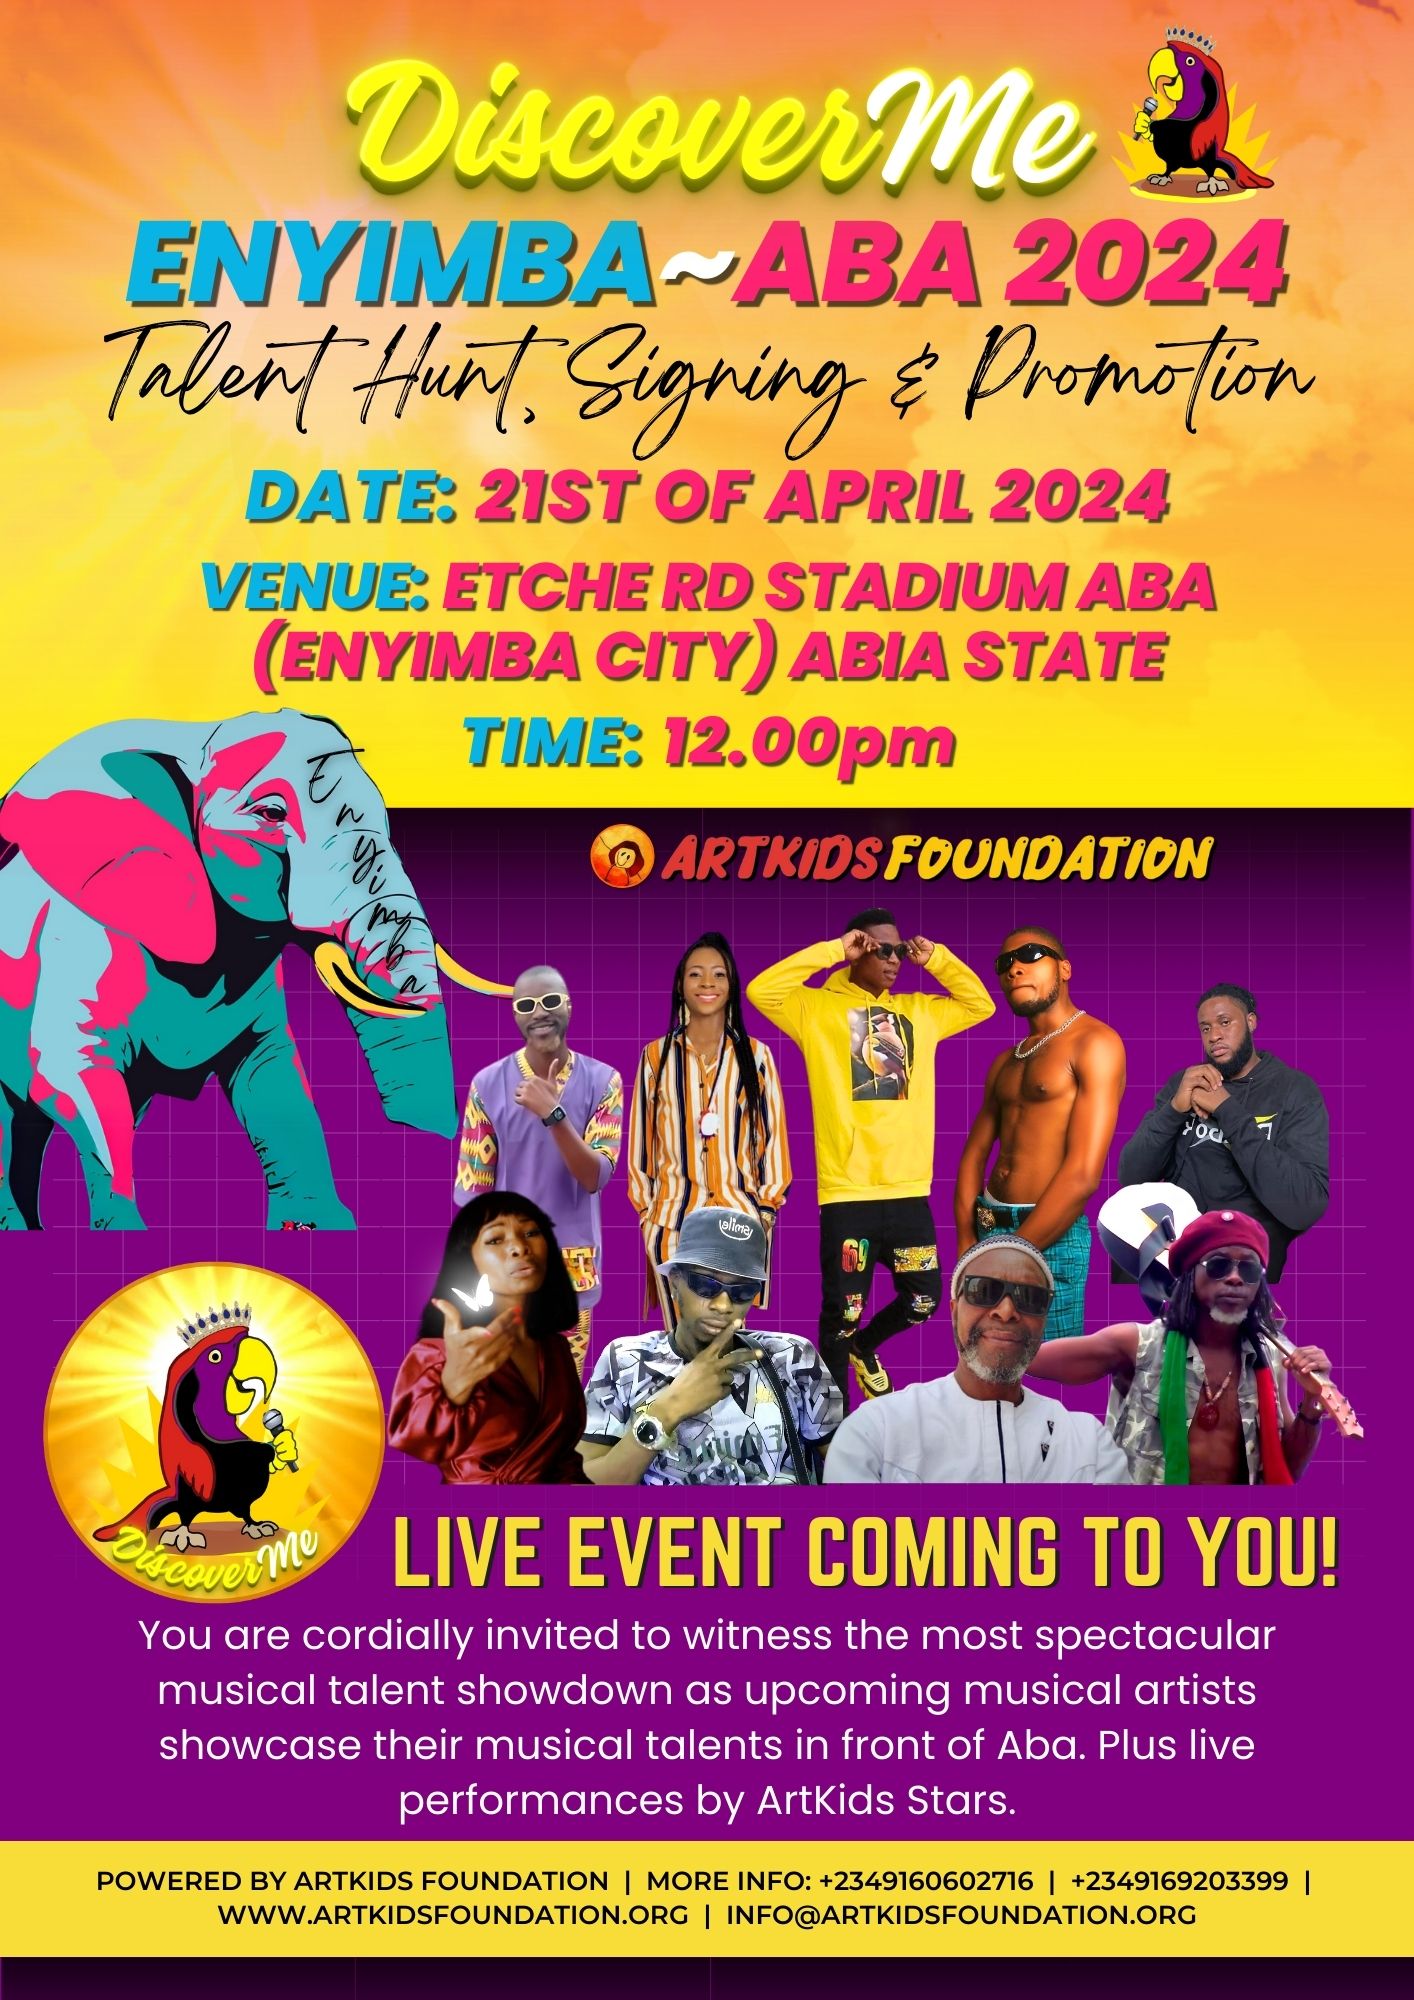 DiscoverMe
ENYIMBA~ABA 2024
Talent Hunt, Signing & Promotion
DATE: 21ST OF APRIL 2024
VENUE: ETCHE RD STADIUM ABA
(ENYIMBA CITY) ABIA STATE
TIME: 12.00pm
Enyimba
ARTKIDS FOUNDATION
smile
69
DiscoverMe
LIVE EVENT COMING TO YOU!
You are cordially invited to witness the most spectacular
musical talent showdown as upcoming musical artists
showcase their musical talents in front of Aba. Plus live
performances by ArtKids Stars.
POWERED BY ARTKIDS FOUNDATION | MORE INFO: +2349160602716 | +2349169203399 |
WWW.ARTKIDSFOUNDATION.ORG | INFO@ARTKIDSFOUNDATION.ORG